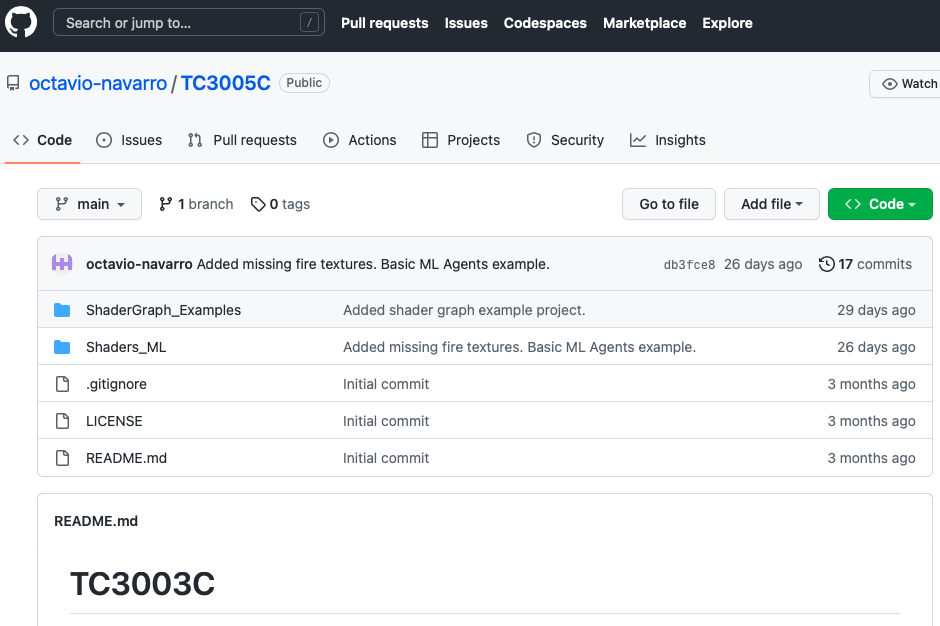 Search or jump to... / Pull requests Issues Codespaces Marketplace Explore
octavio-navarro / TC3005C Public Watch
Code Issues Pull requests Actions Projects Security Insights
main 1 branch 0 tags Go to file Add file Code
octavio-navarro Added missing fire textures. Basic ML Agents example. db3fce8 26 days ago 17 commits
ShaderGraph_Examples Added shader graph example project. 29 days ago
Shaders_ML Added missing fire textures. Basic ML Agents example. 26 days ago
.gitignore Initial commit 3 months ago
LICENSE Initial commit 3 months ago
README.md Initial commit 3 months ago
README.md
TC3003C